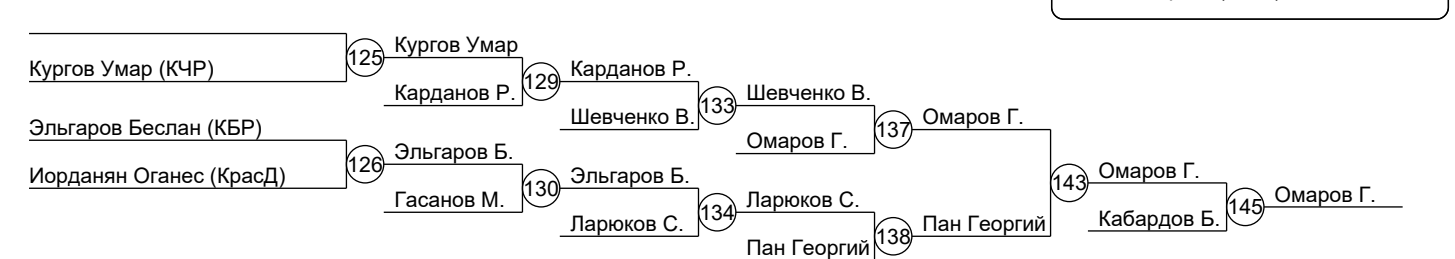 Кургов Умар (КЧР)
125
Кургов Умар
Карданов Р.
129
Карданов Р.
Шевченко В.
133
Шевченко В.
Омаров Г.
137
Омаров Г.
Эльгаров Беслан (КБР)
Иорданян Оганес (КрасД)
126
Эльгаров Б.
Гасанов М.
130
Эльгаров Б.
Ларюков С.
134
Ларюков С.
Пан Георгий
138
Пан Георгий
143
Омаров Г.
Кабардов Б.
145
Омаров Г.